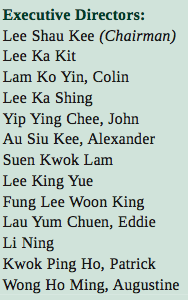 Executive Directors:
Lee Shau Kee (Chairman)
Lee Ka Kit
Lam Ko Yin, Colin
Lee Ka Shing
Yip Ying Chee, John
Au Siu Kee, Alexander
Suen Kwok Lam
Lee King Yue
Fung Lee Woon King
Lau Yum Chuen, Eddie
Li Ning
Kwok Ping Ho, Patrick
Wong Ho Ming, Augustine